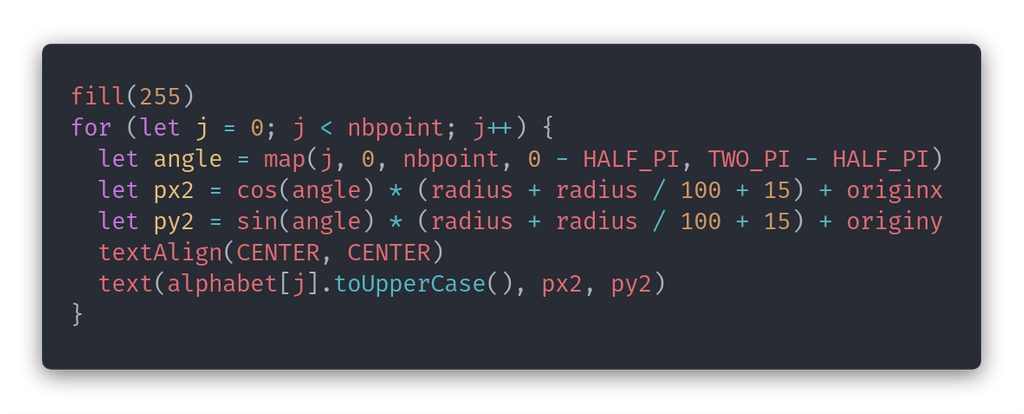 fill(255)
for (let j = 0; j < nbpoint; j++) {
  let angle = map(j, 0, nbpoint, 0 - HALF_PI, TWO_PI - HALF_PI)
  let px2 = cos(angle) * (radius + radius / 100 + 15) + originx
  let py2 = sin(angle) * (radius + radius / 100 + 15) + originy
  textAlign(CENTER, CENTER)
  text(alphabet[j].toUpperCase(), px2, py2)
}